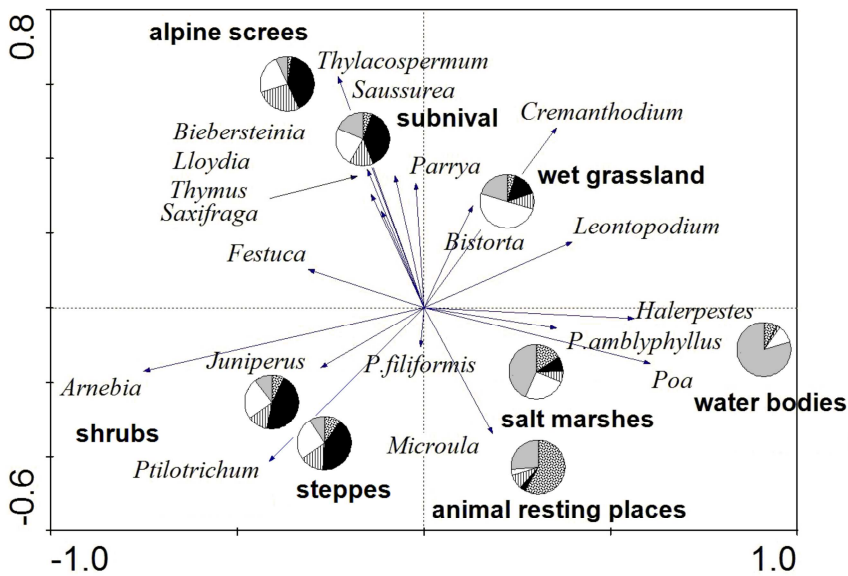 0.8
alpine screes
Thylacospermum
Saussurea
Cremanthodium
subnival
Biebersteinia
Lloydia
Parrya
wet grassland
Thymus
Saxifraga
Leontopodium
Bistorta
Festuca
Halerpestes
P.amblyphyllus
Juniperus
P.filiformis
Arnebia
Poa
water bodies
salt marshes
shrubs
Microula
Ptilotrichum
steppes
animal resting places
-0.6
-1.0
1.0